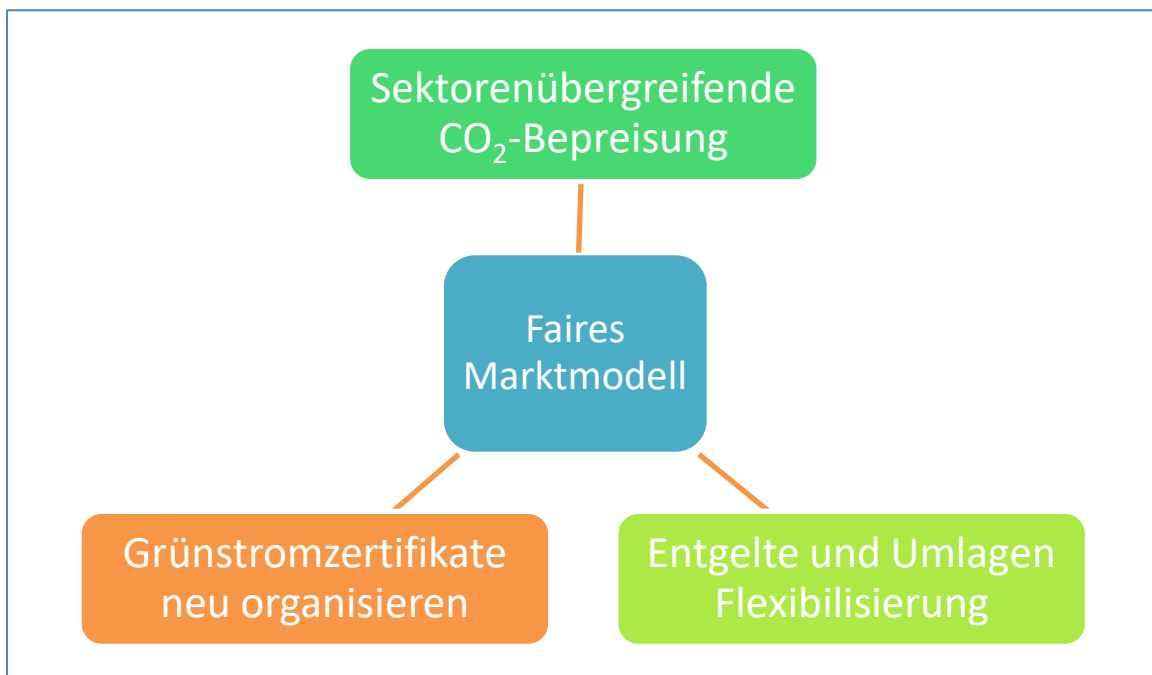 Sektorenübergreifende
CO₂-Bepreisung
Faires
Marktmodell
Grünstromzertifikate
neu organisieren
Entgelte und Umlagen
Flexibilisierung